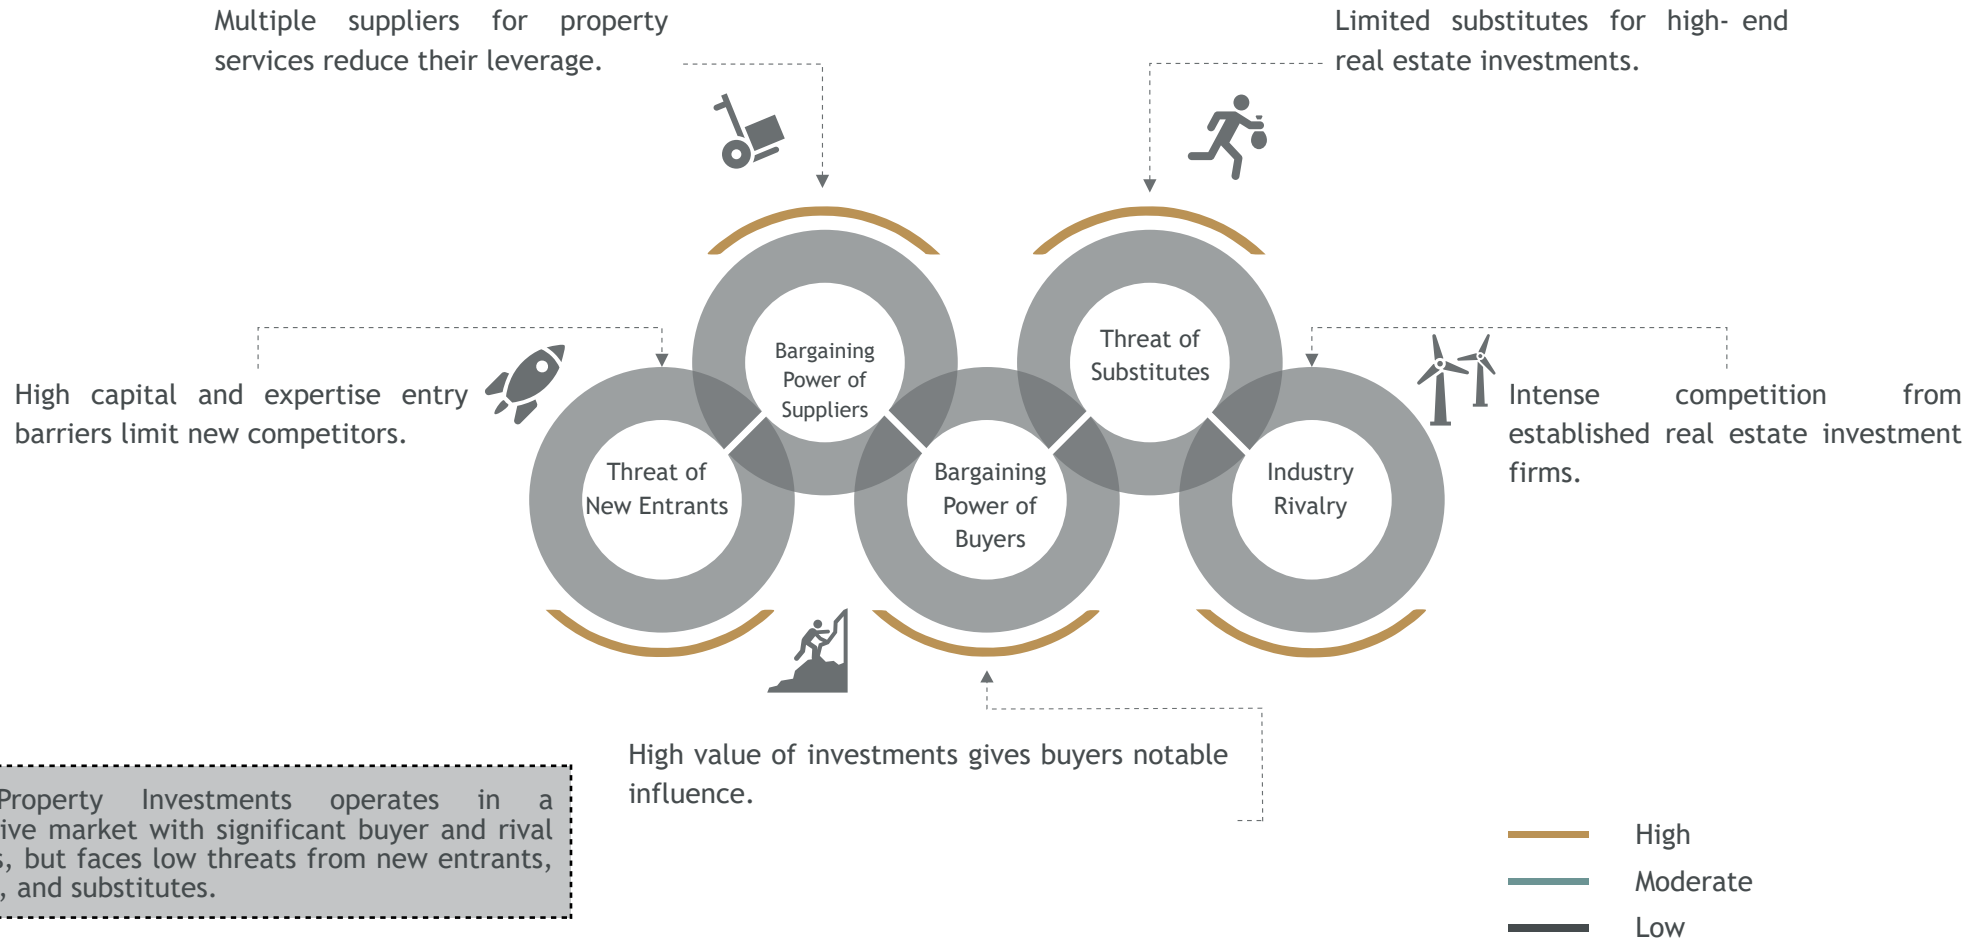 Multiple suppliers for property
services reduce their leverage.
Limited substitutes for high- end
real estate investments.
High capital and expertise entry
barriers limit new competitors.
Bargaining
Power of
Suppliers
Threat of
Substitutes
Intense competition from
established real estate investment
firms.
Threat of
New Entrants
Bargaining
Power of
Buyers
Industry
Rivalry
High value of investments gives buyers notable
influence.
Property Investments operates in a
market with significant buyer and rival
but faces low threats from new entrants,
and substitutes.
High
Moderate
Low